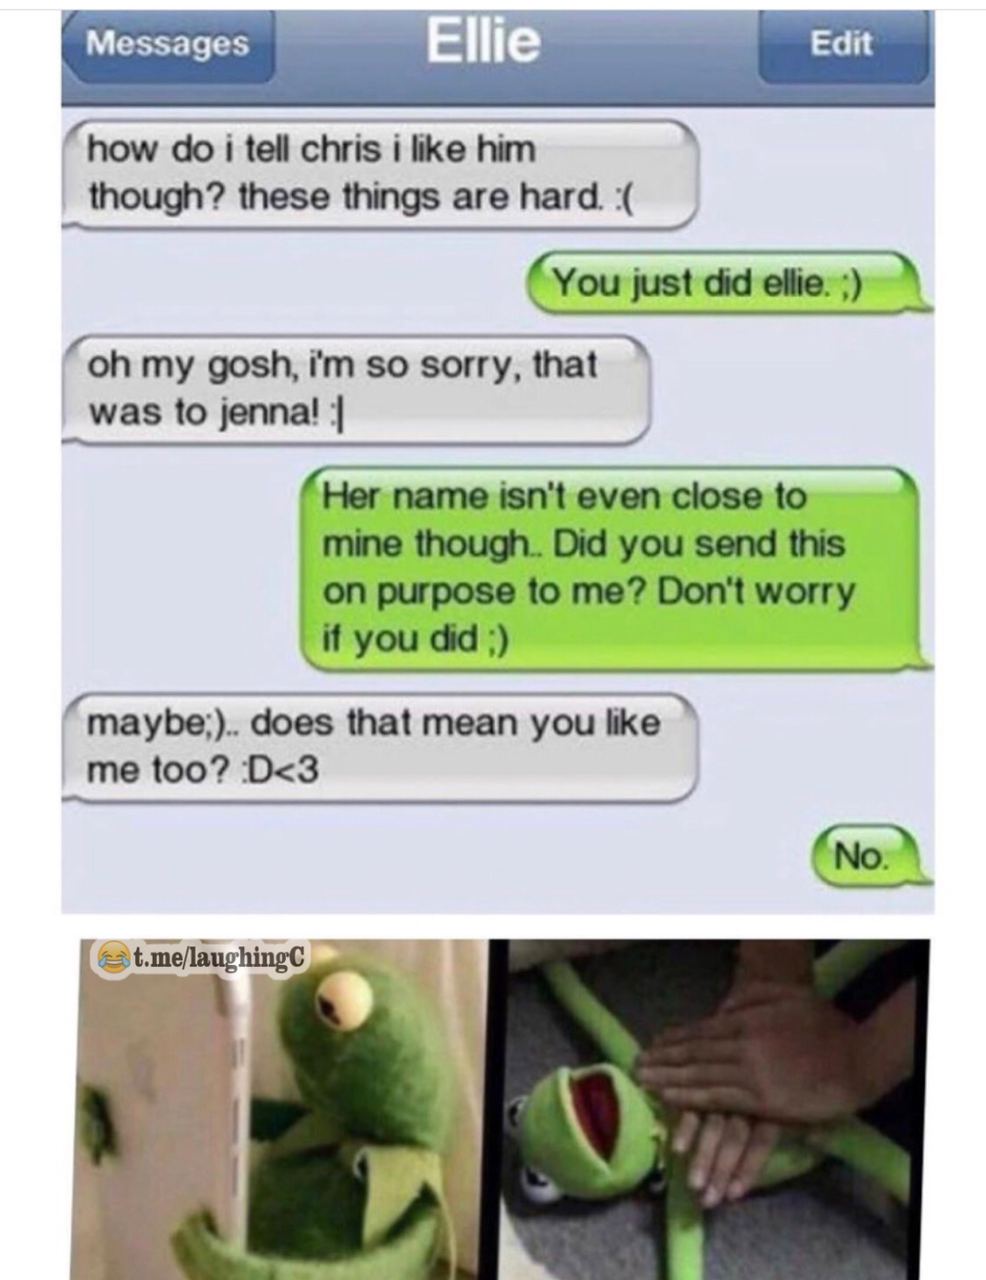 Messages
Ellie
Edit
how do i tell chris i like him
though? these things are hard. :(
You just did ellie. ;)
oh my gosh, i'm so sorry, that
was to jenna! :|
Her name isn't even close to
mine though.. Did you send this
on purpose to me? Don't worry
if you did ;)
maybe;).. does that mean you like
me too? :D<3
No.
t.me/laughingC